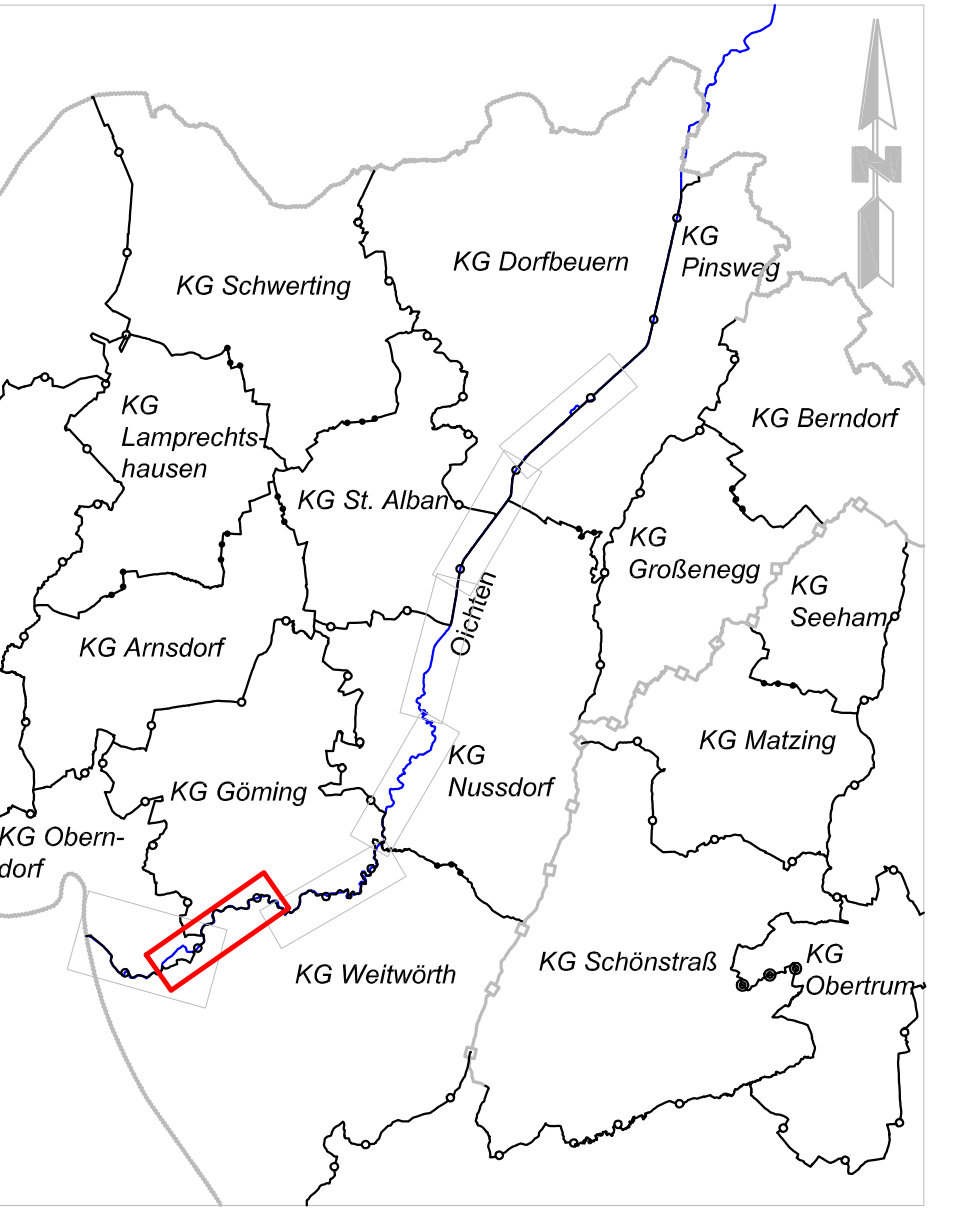 N
KG
Pinswag
KG Dorfbeuern
KG Schwerting
KG
Lamprechts-
hausen
KG Berndorf
KG St. Alban
KG
Großenegg
KG
Seeham
Oichten
KG Arnsdorf
KG Matzing
KG
Nussdorf
KG Göming
KG Obern-
dorf
KG Weitwörth
KG Schönstraß
KG
Obertrum